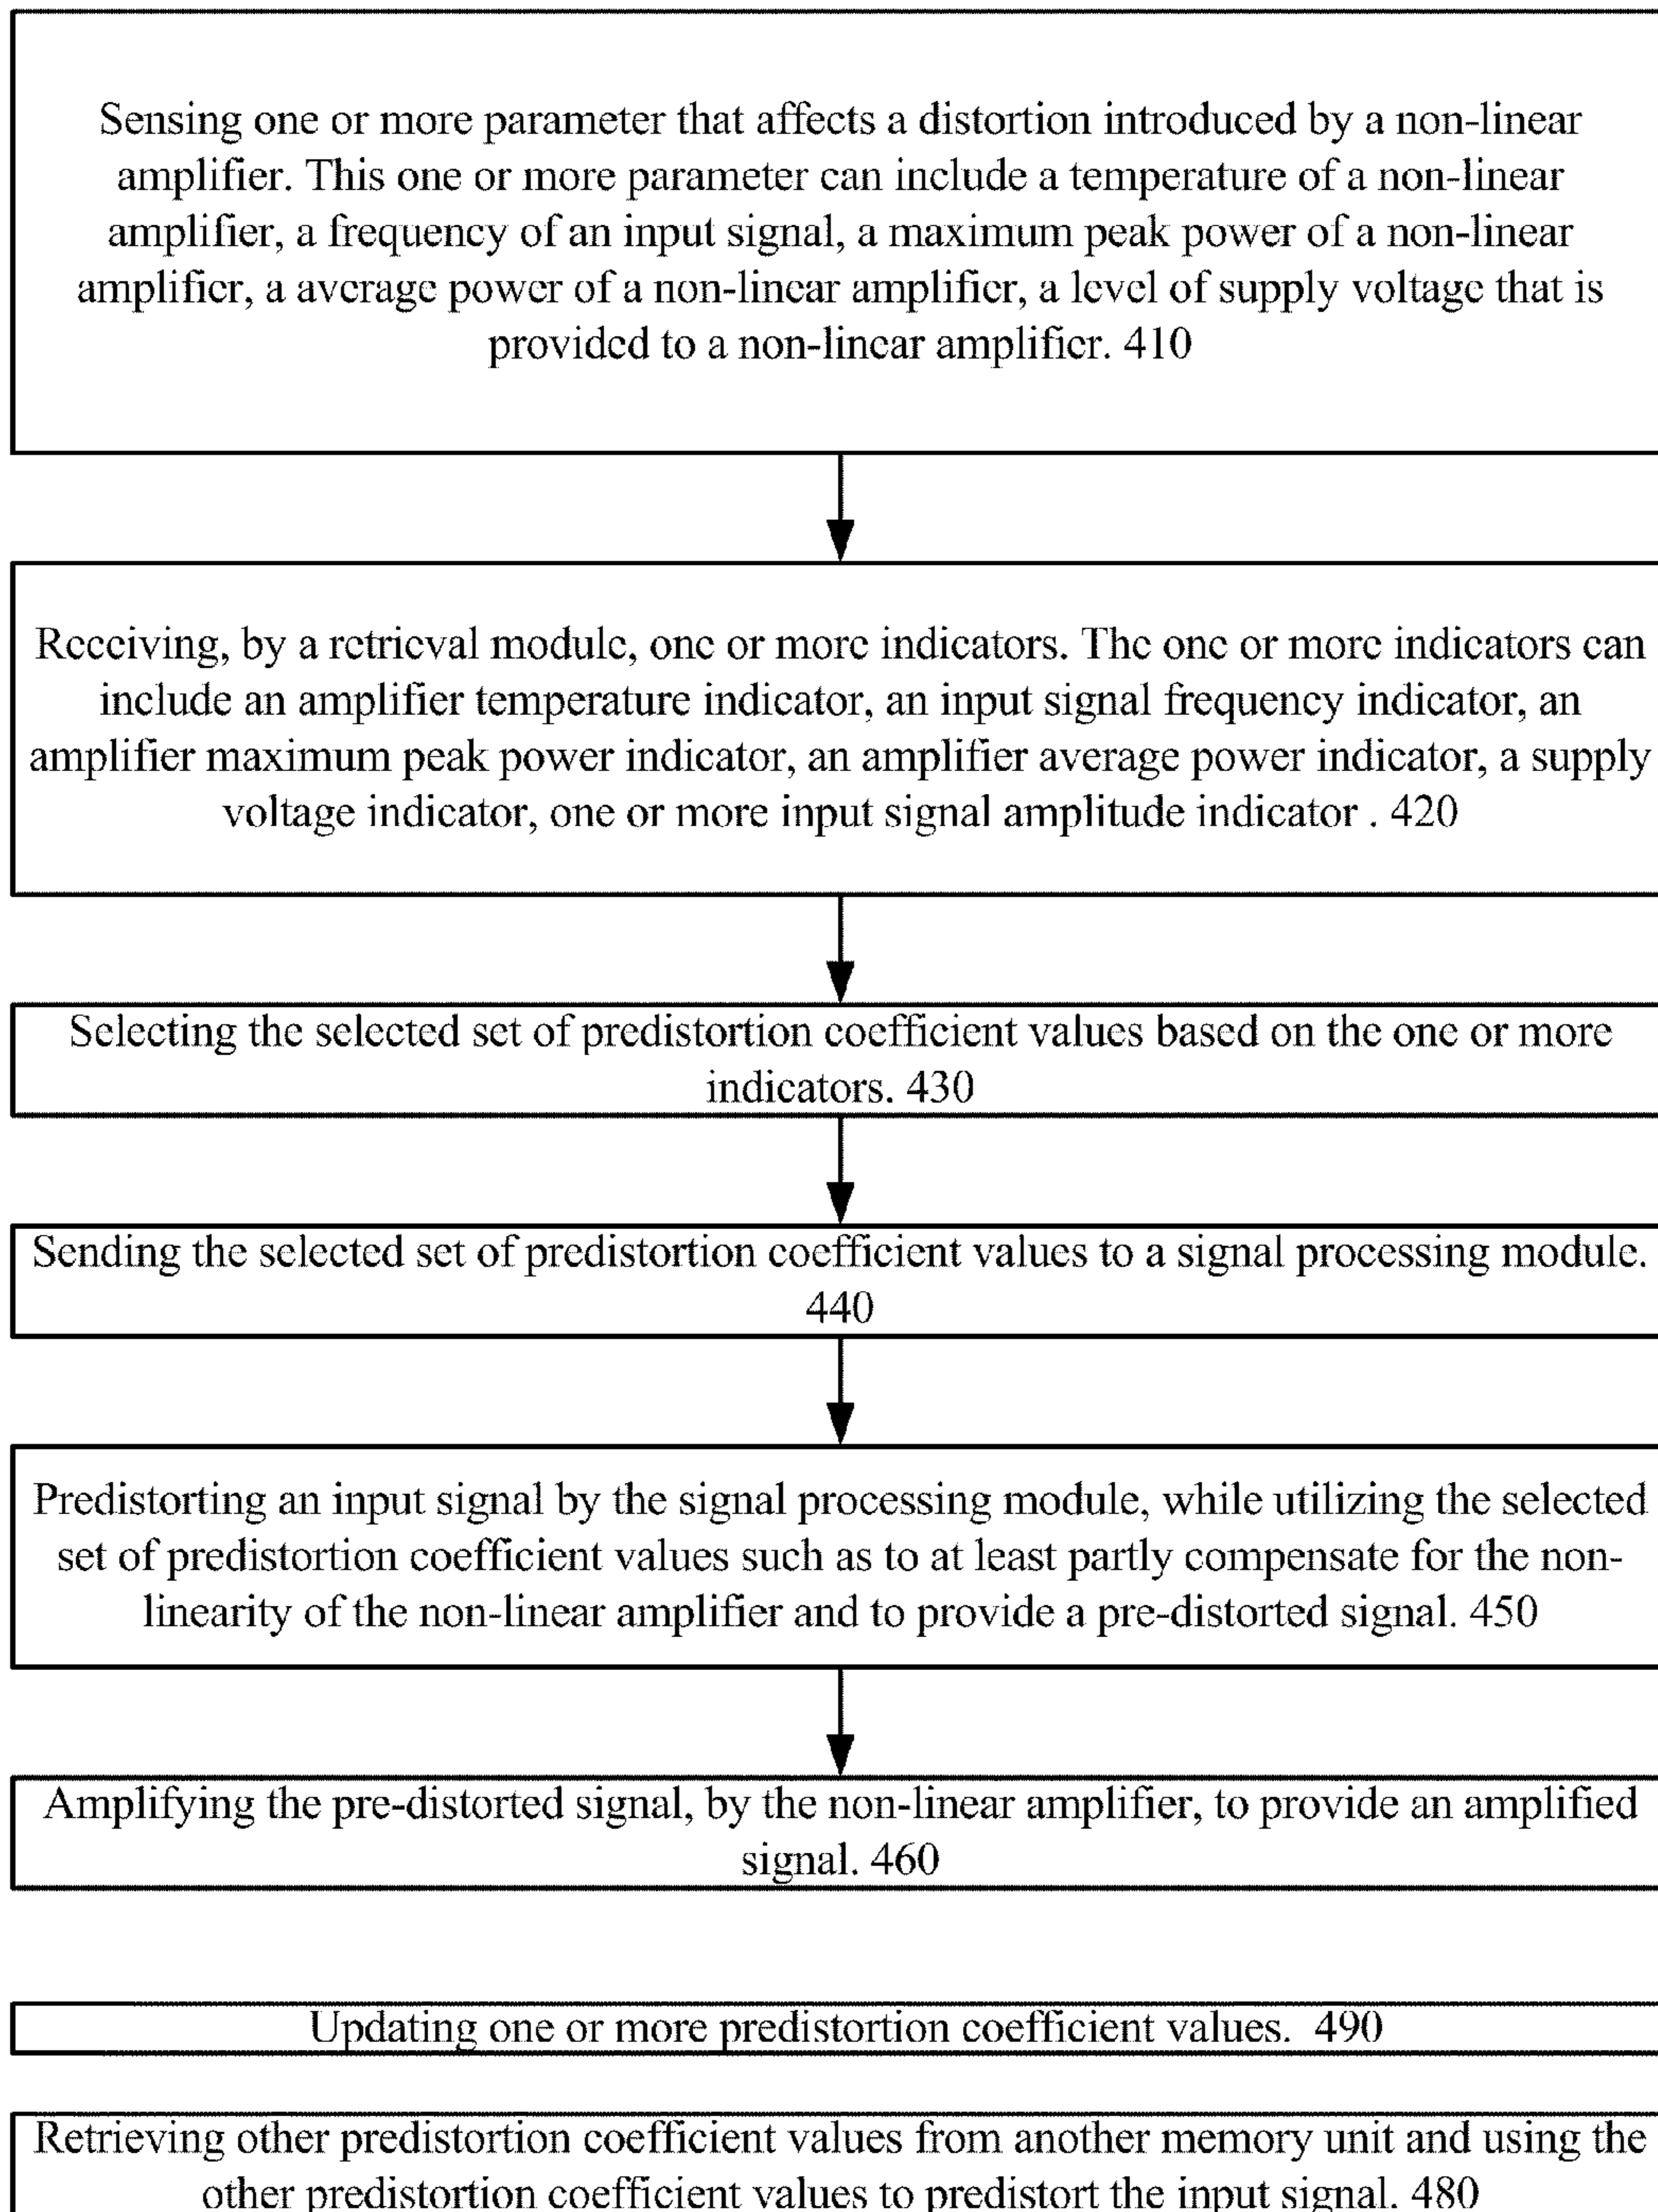 Sensing one or more parameter that affects a distortion introduced by a non-linear
amplifier. This one or more parameter can include a temperature of a non-linear
amplifier, a frequency of an input signal, a maximum peak power of a non-linear
amplifier, a average power of a non-linear amplifier, a level of supply voltage that is
provided to a non-linear amplifier. 410
Receiving, by a retrieval module, one or more indicators. The one or more indicators can
include an amplifier temperature indicator, an input signal frequency indicator, an
amplifier maximum peak power indicator, an amplifier average power indicator, a supply
voltage indicator, one or more input signal amplitude indicator . 420
Selecting the selected set of predistortion coefficient values based on the one or more
indicators. 430
Sending the selected set of predistortion coefficient values to a signal processing module.
440
Predistorting an input signal by the signal processing module, while utilizing the selected
set of predistortion coefficient values such as to at least partly compensate for the non-
linearity of the non-linear amplifier and to provide a pre-distorted signal. 450
Amplifying the pre-distorted signal, by the non-linear amplifier, to provide an amplified
signal. 460
Updating one or more predistortion coefficient values. 490
Retrieving other predistortion coefficient values from another memory unit and using the
other predistortion coefficient values to predistort the input signal. 480